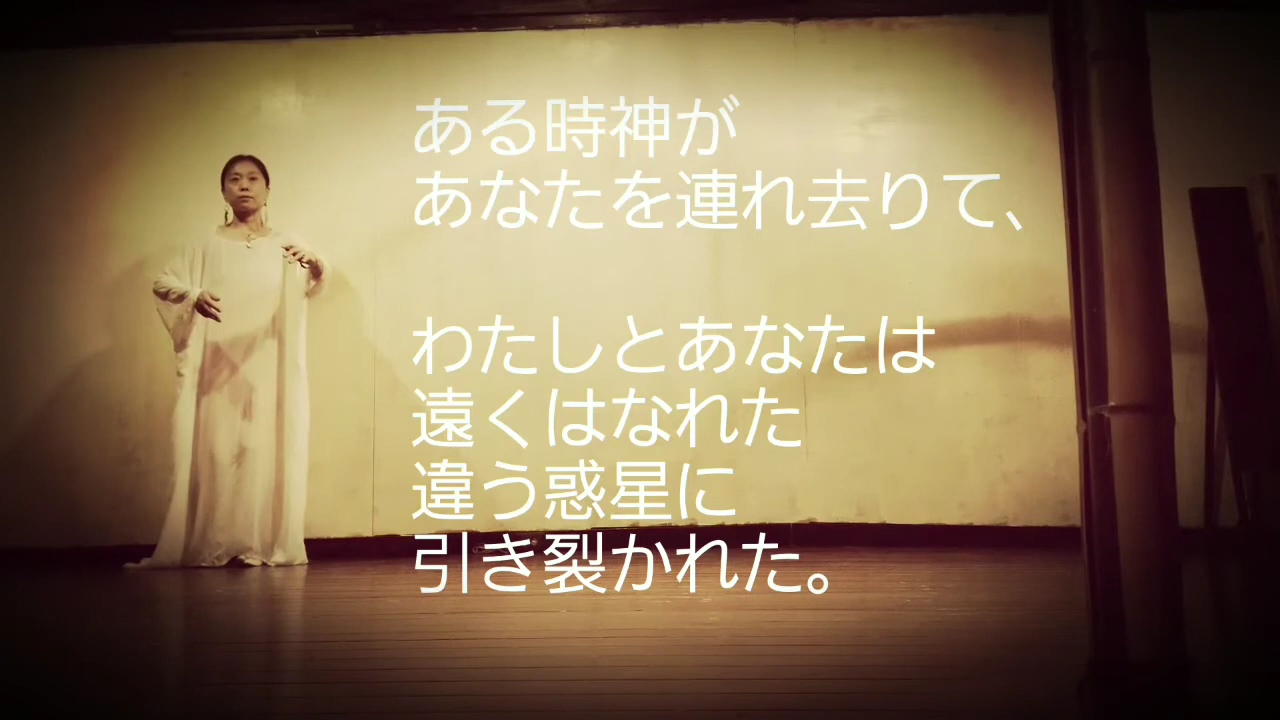 ある時神が
あなたを連れ去りて、
わたしとあなたは
遠くはなれた
違う惑星に
引き裂かれた。